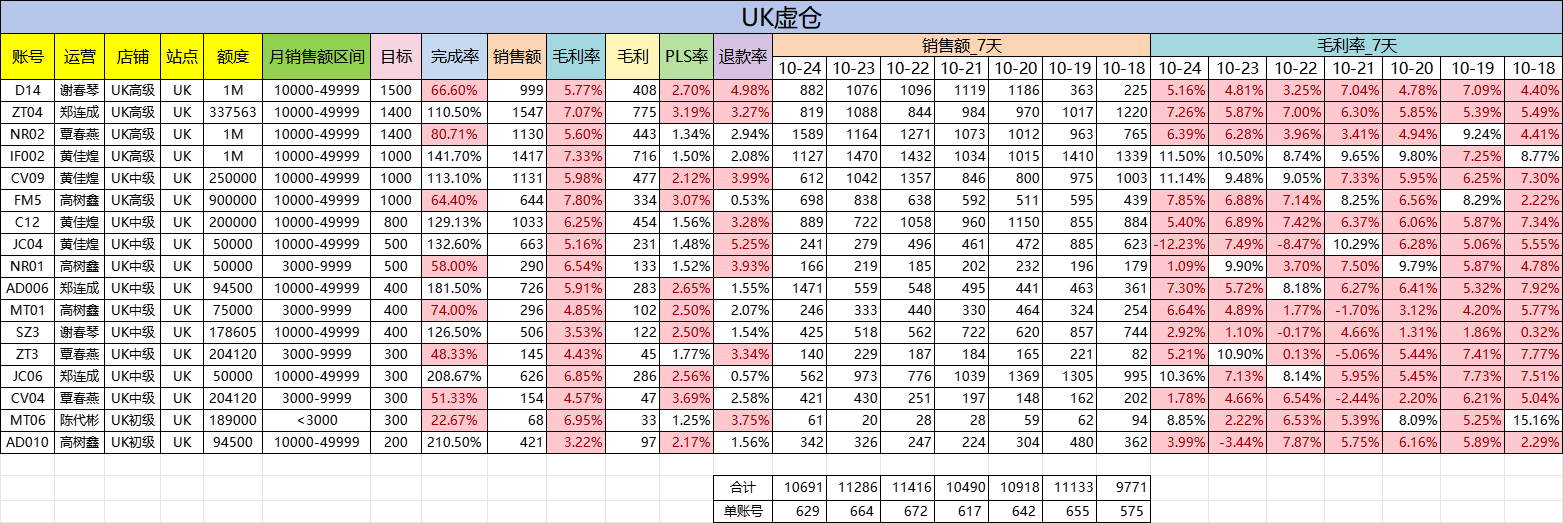 UK虚仓
账号 运营 店铺 站点 额度 月销售额区间 目标 完成率 销售额 毛利率 毛利 PLS率 退款率 销售额_7天 毛利率_7天
10-24 10-23 10-22 10-21 10-20 10-19 10-18 10-24 10-23 10-22 10-21 10-20 10-19 10-18
D14 谢春琴 UK高级 UK 1M 10000-49999 1500 66.60% 999 5.77% 408 2.70% 4.98% 882 1076 1096 1119 1186 363 225 5.16% 4.81% 3.25% 7.04% 4.78% 7.09% 4.40%
ZT04 郑连成 UK高级 UK 337563 10000-49999 1400 110.50% 1547 7.07% 775 3.19% 3.27% 819 1088 844 984 970 1017 1220 7.26% 5.87% 7.00% 6.30% 5.85% 5.39% 5.49%
NR02 覃春燕 UK高级 UK 1M 10000-49999 1400 80.71% 1130 5.60% 443 1.34% 2.94% 1589 1164 1271 1073 1012 963 765 6.39% 6.28% 3.96% 3.41% 4.94% 9.24% 4.41%
IF002 黄佳煌 UK高级 UK 1M 10000-49999 1000 141.70% 1417 7.33% 716 1.50% 2.08% 1127 1470 1432 1034 1015 1410 1339 11.50% 10.50% 8.74% 9.65% 9.80% 7.25% 8.77%
CV09 黄佳煌 UK中级 UK 250000 10000-49999 1000 113.10% 1131 5.98% 477 2.12% 3.99% 612 1042 1357 846 800 975 1003 11.14% 9.48% 9.05% 7.33% 5.95% 6.25% 7.30%
FM5 高树鑫 UK高级 UK 900000 10000-49999 1000 64.40% 644 7.80% 334 3.07% 0.53% 698 838 638 592 511 595 439 7.85% 6.88% 7.14% 8.25% 6.56% 8.29% 2.22%
C12 黄佳煌 UK中级 UK 200000 10000-49999 800 129.13% 1033 6.25% 454 1.56% 3.28% 889 722 1058 960 1150 855 884 5.40% 6.89% 7.42% 6.37% 6.06% 5.87% 7.34%
JC04 黄佳煌 UK中级 UK 50000 10000-49999 500 132.60% 663 5.16% 231 1.48% 5.25% 241 279 496 461 472 885 623 -12.23% 7.49% -8.47% 10.29% 6.28% 5.06% 5.55%
NR01 高树鑫 UK中级 UK 50000 3000-9999 500 58.00% 290 6.54% 133 1.52% 3.93% 166 219 185 202 232 196 179 1.09% 9.90% 3.70% 7.50% 9.79% 5.87% 4.78%
AD006 郑连成 UK中级 UK 94500 10000-49999 400 181.50% 726 5.91% 283 2.65% 1.55% 1471 559 548 495 441 463 361 7.30% 5.72% 8.18% 6.27% 6.41% 5.32% 7.92%
MT01 高树鑫 UK中级 UK 75000 3000-9999 400 74.00% 296 4.85% 102 2.50% 2.07% 246 333 440 330 464 324 254 6.64% 4.89% 1.77% -1.70% 3.12% 4.20% 5.77%
SZ3 谢春琴 UK中级 UK 178605 10000-49999 400 126.50% 506 3.53% 122 2.50% 1.54% 425 518 562 722 620 857 744 2.92% 1.10% -0.17% 4.66% 1.31% 1.86% 0.32%
ZT3 覃春燕 UK中级 UK 204120 3000-9999 300 48.33% 145 4.43% 45 1.77% 3.34% 140 229 187 184 165 221 82 5.21% 10.90% 0.13% -5.06% 5.44% 7.41% 7.77%
JC06 郑连成 UK中级 UK 50000 10000-49999 300 208.67% 626 6.85% 286 2.56% 0.57% 562 973 776 1039 1369 1305 995 10.36% 7.13% 8.14% 5.95% 5.45% 7.73% 7.51%
CV04 覃春燕 UK中级 UK 204120 3000-9999 300 51.33% 154 4.57% 47 3.69% 2.58% 421 430 251 197 148 162 202 1.78% 4.66% 6.54% -2.44% 2.20% 6.21% 5.04%
MT06 陈代彬 UK初级 UK 189000 <3000 300 22.67% 68 6.95% 33 1.25% 3.75% 61 20 28 28 59 62 94 8.85% 2.22% 6.53% 5.39% 8.09% 5.25% 15.16%
AD010 高树鑫 UK初级 UK 94500 10000-49999 200 210.50% 421 3.22% 97 2.17% 1.56% 342 326 247 224 304 480 362 3.99% -3.44% 7.87% 5.75% 6.16% 5.89% 2.29%
合计 10691 11286 11416 10490 10918 11133 9771
单账号 629 664 672 617 642 655 575